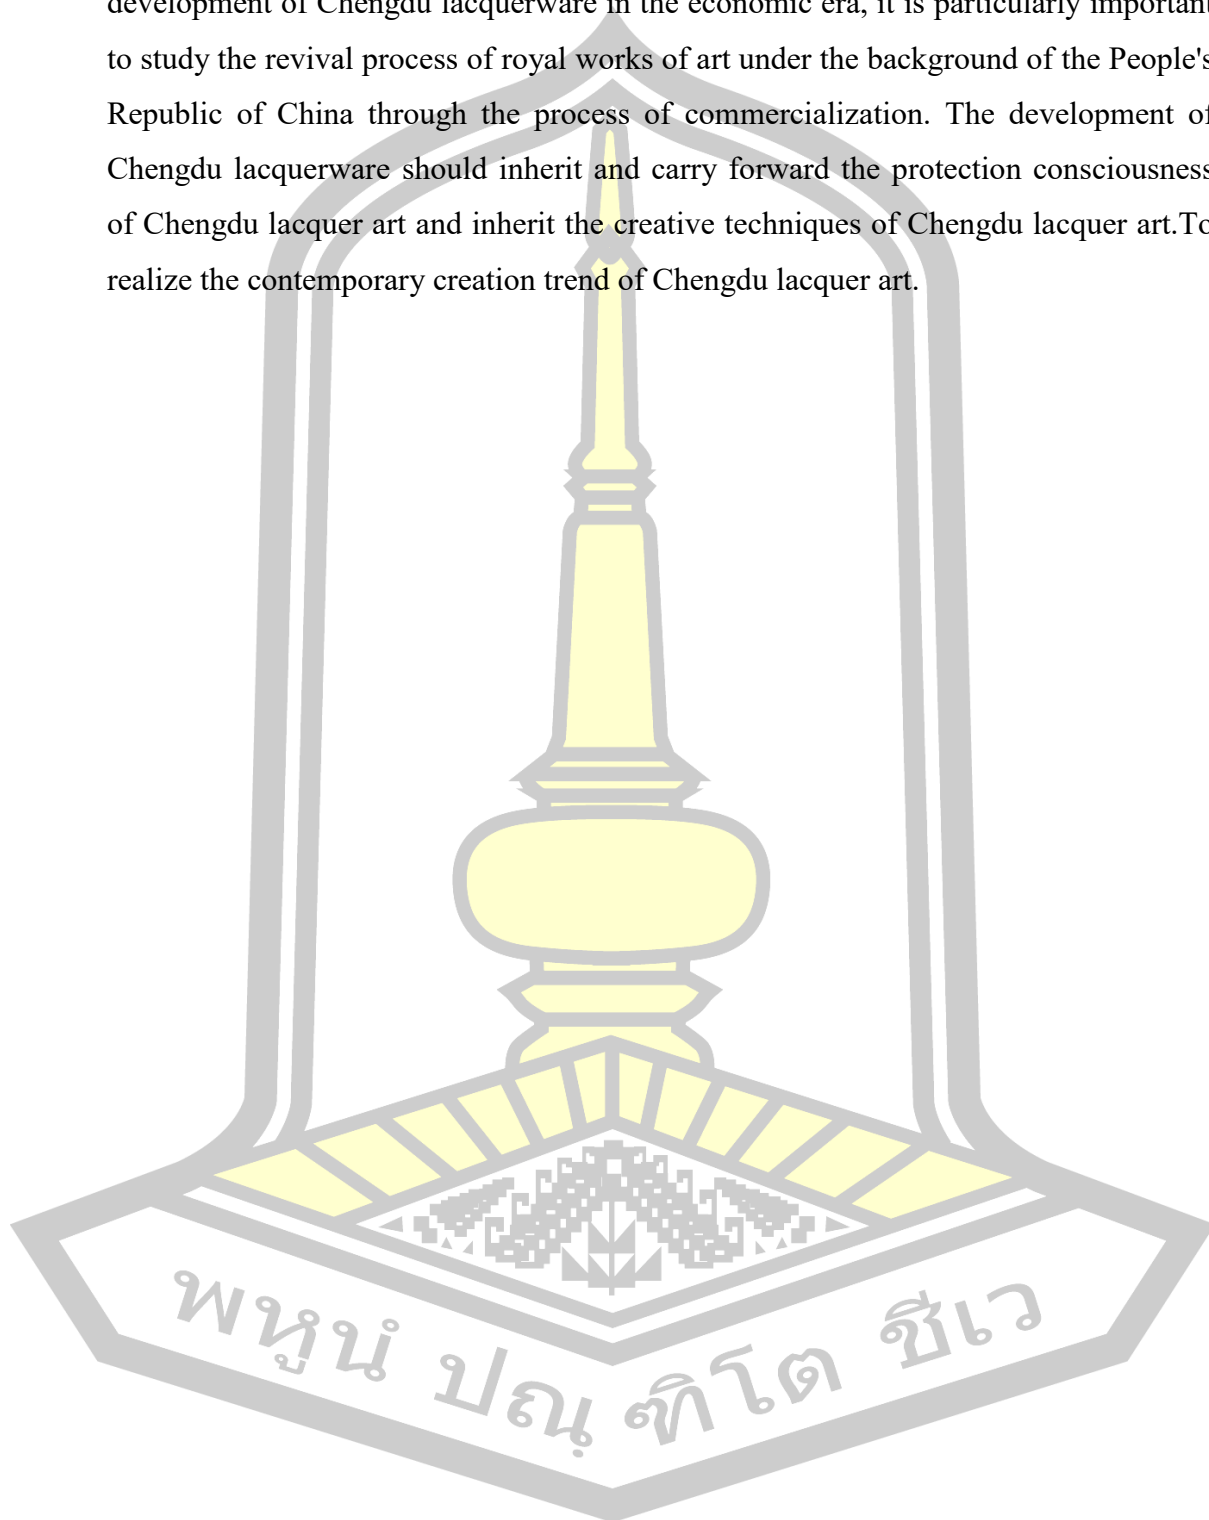 development of Chengdu lacquerware in the economic era, it is particularly important
to study the revival process of royal works of art under the background of the People's
Republic of China through the process of commercialization. The development of
Chengdu lacquerware should inherit and carry forward the protection consciousness
of Chengdu lacquer art and inherit the creative techniques of Chengdu lacquer art.To
realize the contemporary creation trend of Chengdu lacquer art.
พหูนํ ปณฺฑิโต ชีเว